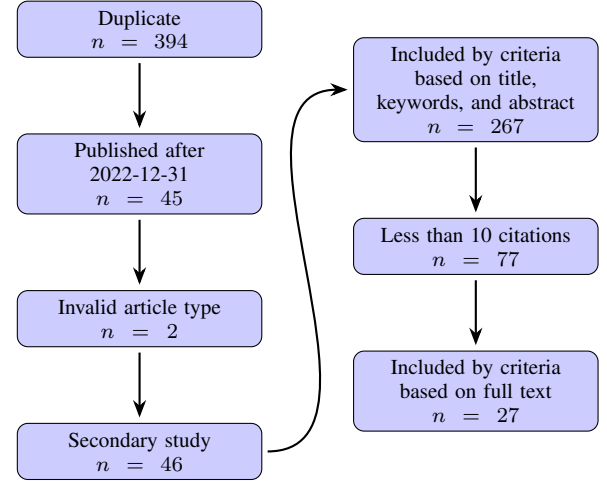 Duplicate
n = 394
Published after
2022-12-31
n = 45
Invalid article type
n = 2
Secondary study
n = 46
Included by criteria
based on title,
keywords, and abstract
n = 267
Less than 10 citations
n = 77
Included by criteria
based on full text
n = 27